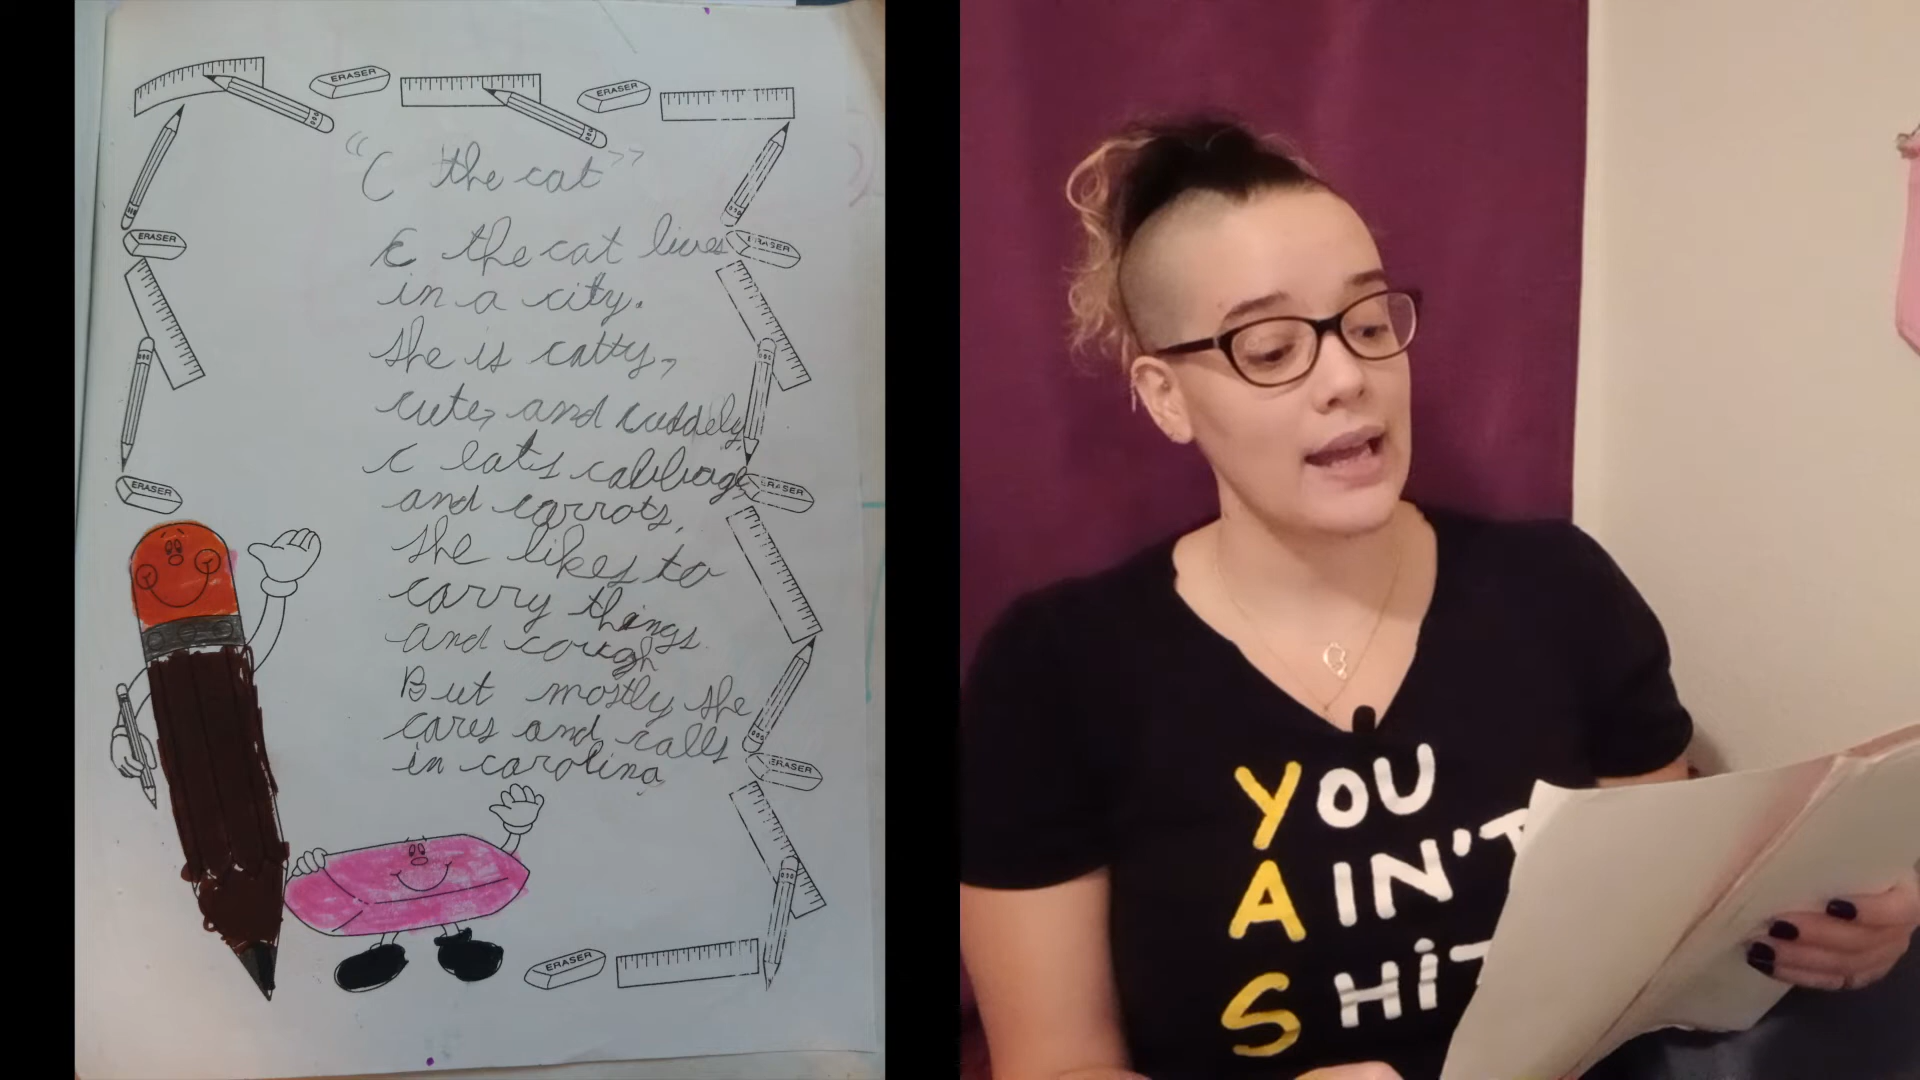 ERASER
ERASER
"C the cat"
C the cat lives
in a city.
She is catty,
cute, and cuddely
C eats cabbage
and carrots,
She likes to
carry things
and cough
But mostly she
cares and calls
in carolina
ERASER
ERASER
ERASER
ERASER
ERASER
ERASER
YOU
AIN'T
SHiT